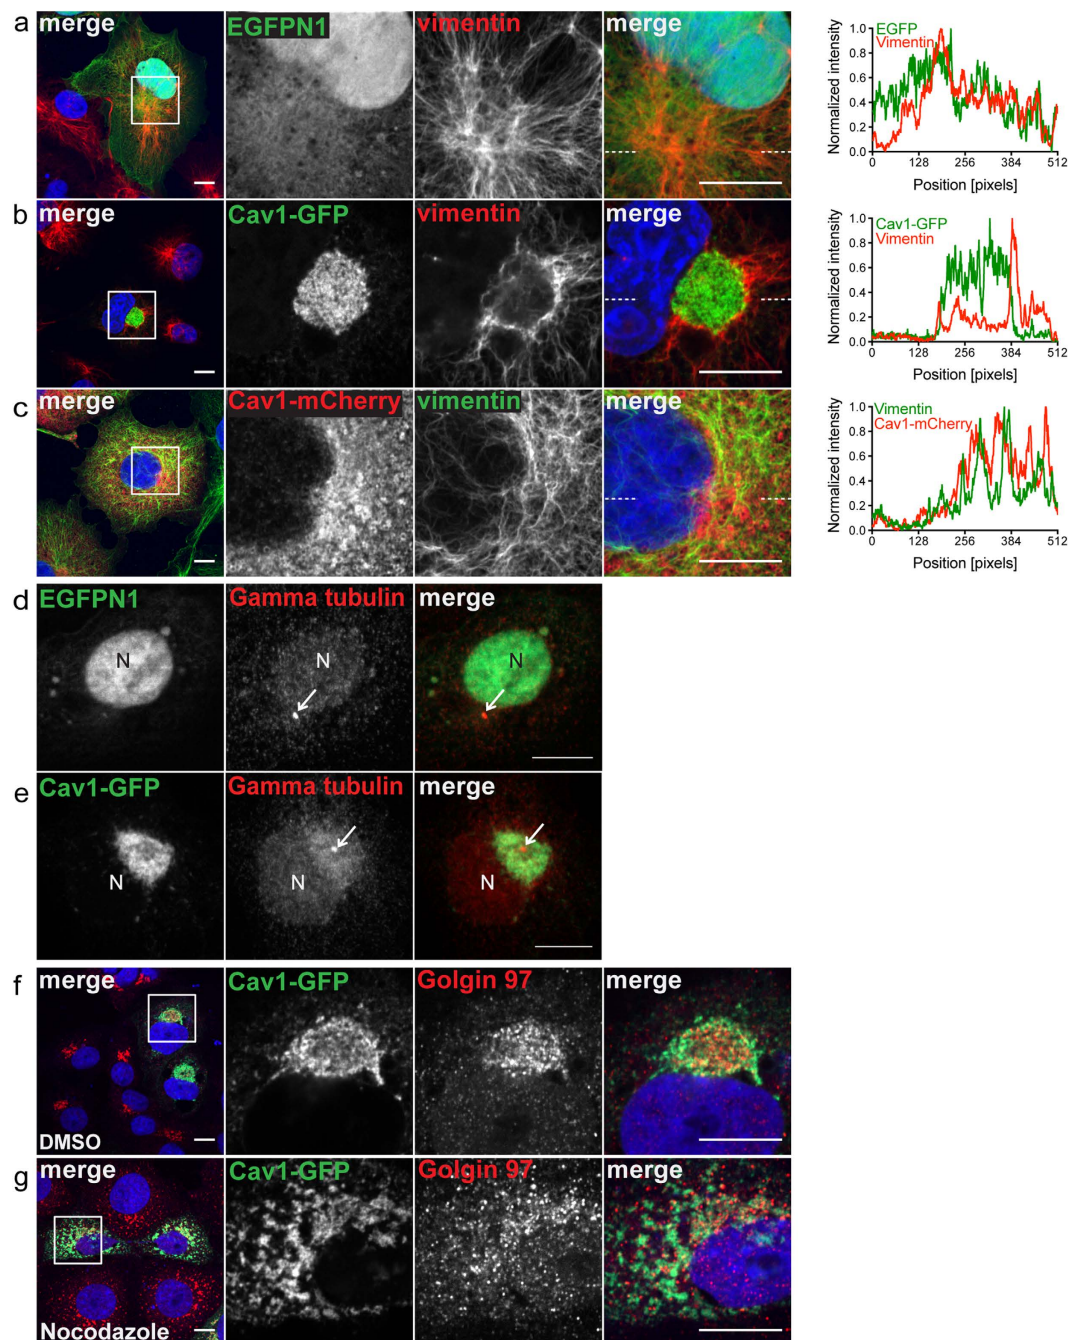 a
merge
EGFPN1
vimentin
merge
EGFP
Vimentin
Normalized intensity
1.0
0.8
0.6
0.4
0.2
0.0
0
128
256
384
512
Position [pixels]
b
merge
Cav1-GFP
vimentin
merge
Cav1-GFP
Vimentin
Normalized intensity
1.0
0.8
0.6
0.4
0.2
0.0
0
128
256
384
512
Position [pixels]
c
merge
Cav1-mCherry
vimentin
merge
Vimentin
Cav1-mCherry
Normalized intensity
1.0
0.8
0.6
0.4
0.2
0.0
0
128
256
384
512
Position [pixels]
d
EGFPN1
Gamma tubulin
merge
N
N
N
e
Cav1-GFP
Gamma tubulin
merge
N
N
N
f
merge
Cav1-GFP
Golgin 97
merge
DMSO
g
merge
Cav1-GFP
Golgin 97
merge
Nocodazole